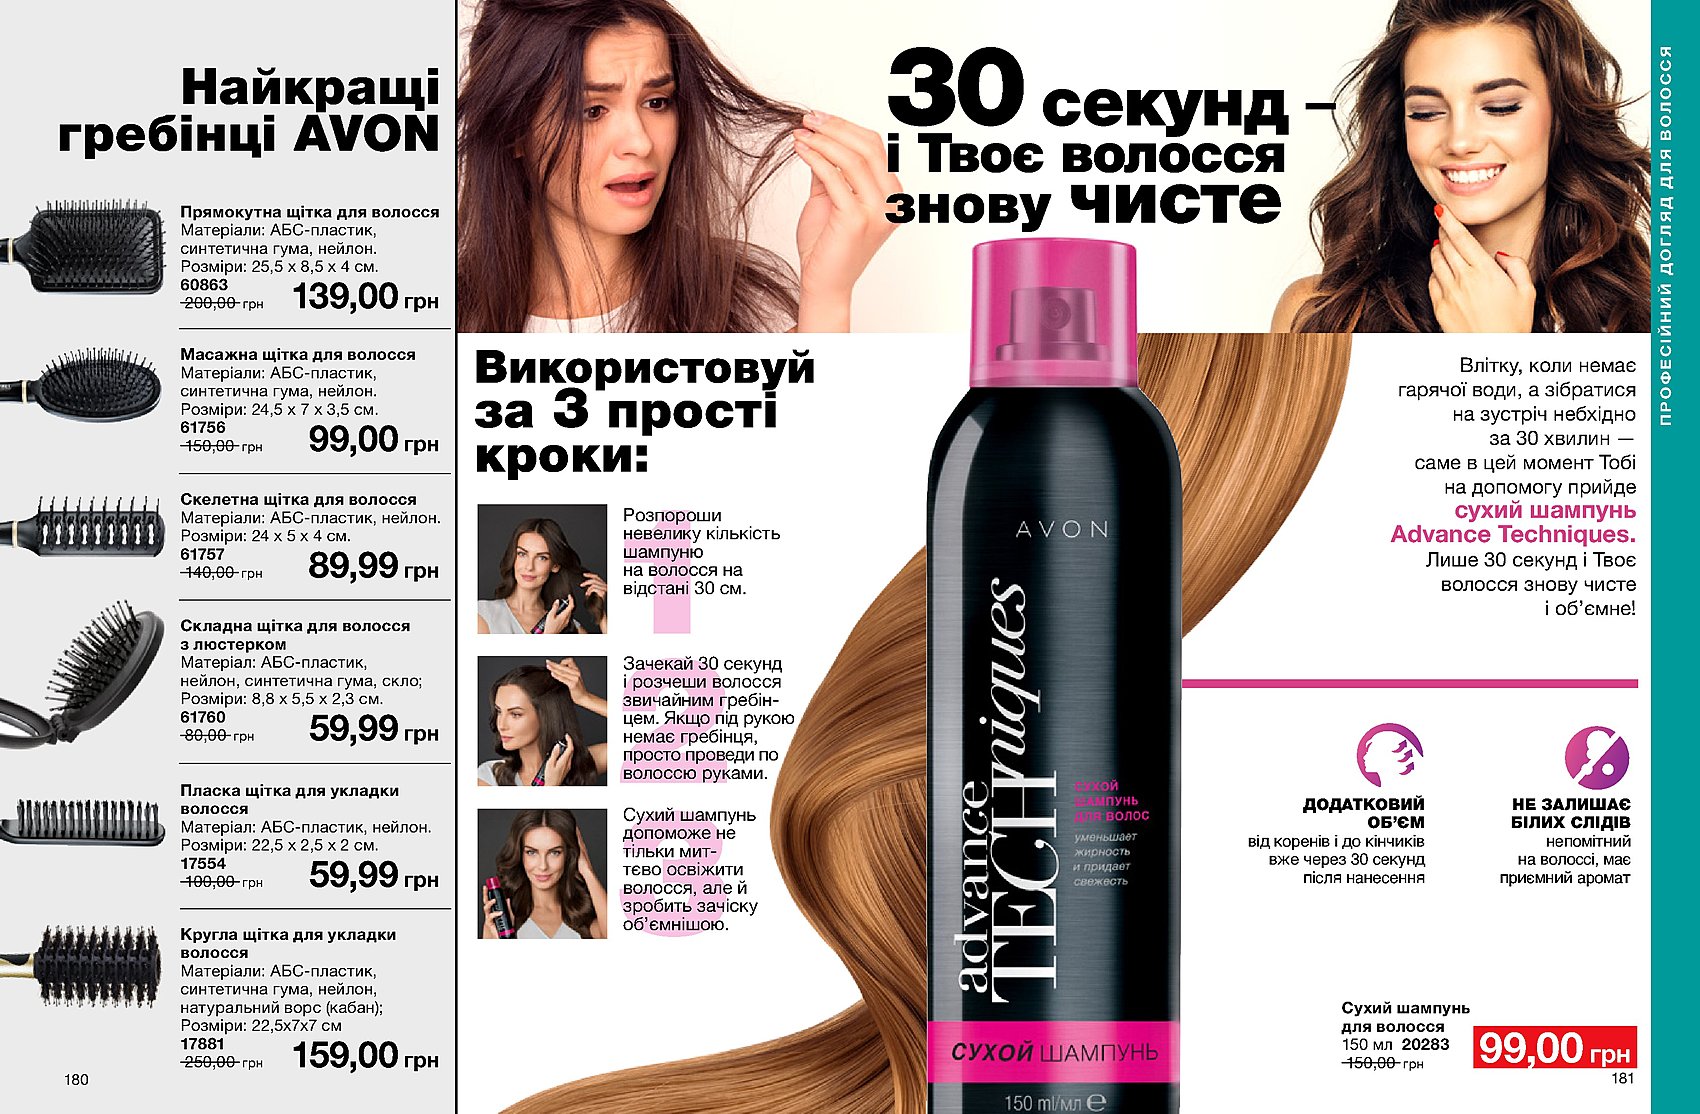 Найкращі
гребінці AVON
Прямокутна щітка для волосся
Матеріали: АБС-пластик,
синтетична гума, нейлон.
Розміри: 25,5 x 8,5 x 4 см.
60863
200,00 грн 139,00 грн
Масажна щітка для волосся
Матеріали: АБС-пластик,
синтетична гума, нейлон.
Розміри: 24,5 x 7 x 3,5 см.
61756
150,00 грн 99,00 грн
Скелетна щітка для волосся
Матеріали: АБС-пластик, нейлон.
Розміри: 24 x 5 x 4 см.
61757
140,00 грн 89,99 грн
Складна щітка для волосся
з люстерком
Матеріал: АБС-пластик,
нейлон, синтетична гума, скло;
Розміри: 8,8 x 5,5 x 2,3 см.
61760
80,00 грн 59,99 грн
Пласка щітка для укладки
волосся
Матеріал: АБС-пластик, нейлон.
Розміри: 22,5 x 2,5 x 2 см.
17554
100,00 грн 59,99 грн
Кругла щітка для укладки
волосся
Матеріали: АБС-пластик,
синтетична гума, нейлон,
натуральний ворс (кабан);
Розміри: 22,5x7x7 см
17881
250,00 грн 159,00 грн
180
30 секунд –
і Твоє волосся
знову чисте
Використовуй
за 3 прості
кроки:
1
Розпороши
невелику кількість
шампуню
на волосся на
відстані 30 см.
2
Зачекай 30 секунд
і розчеши волосся
звичайним гребін-
цем. Якщо під рукою
немає гребінця,
просто проведи по
волоссю руками.
3
Сухий шампунь
допоможе не
тільки мит-
тєво освіжити
волосся, але й
зробить зачіску
об’ємнішою.
AVON
advance
TECHniques
СУХОЙ
ШАМПУНЬ
ДЛЯ ВОЛОС
уменьшает
жирность
и придает
свежесть
СУХОЙ ШАМПУНЬ
150 ml/мл e
Влітку, коли немає
гарячої води, а зібратися
на зустріч небхідно
за 30 хвилин —
саме в цей момент Тобі
на допомогу прийде
сухий шампунь
Advance Techniques.
Лише 30 секунд і Твоє
волосся знову чисте
і об’ємне!
ДОДАТКОВИЙ
ОБ’ЄМ
від коренів і до кінчиків
вже через 30 секунд
після нанесення
НЕ ЗАЛИШАЄ
БІЛИХ СЛІДІВ
непомітний
на волоссі, має
приємний аромат
Сухий шампунь
для волосся
150 мл 20283
150,00 грн 99,00 грн
181
ПРОФЕСІЙНИЙ ДОГЛЯД ДЛЯ ВОЛОССЯ